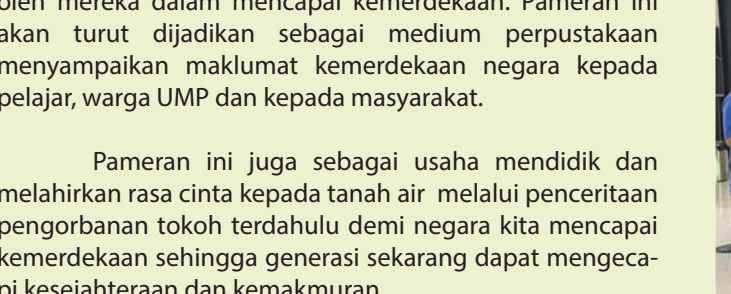 oleh mereka dalam mencapai kemerdekaan. Pameran ini
akan turut dijadikan sebagai medium perpustakaan
menyampaikan maklumat kemerdekaan negara kepada
pelajar, warga UMP dan kepada masyarakat.
Pameran ini juga sebagai usaha mendidik dan
melahirkan rasa cinta kepada tanah air melalui penceritaan
pengorbanan tokoh terdahulu demi negara kita mencapai
kemerdekaan sehingga generasi sekarang dapat mengeca-
pi kesejahteraan dan kemakmuran